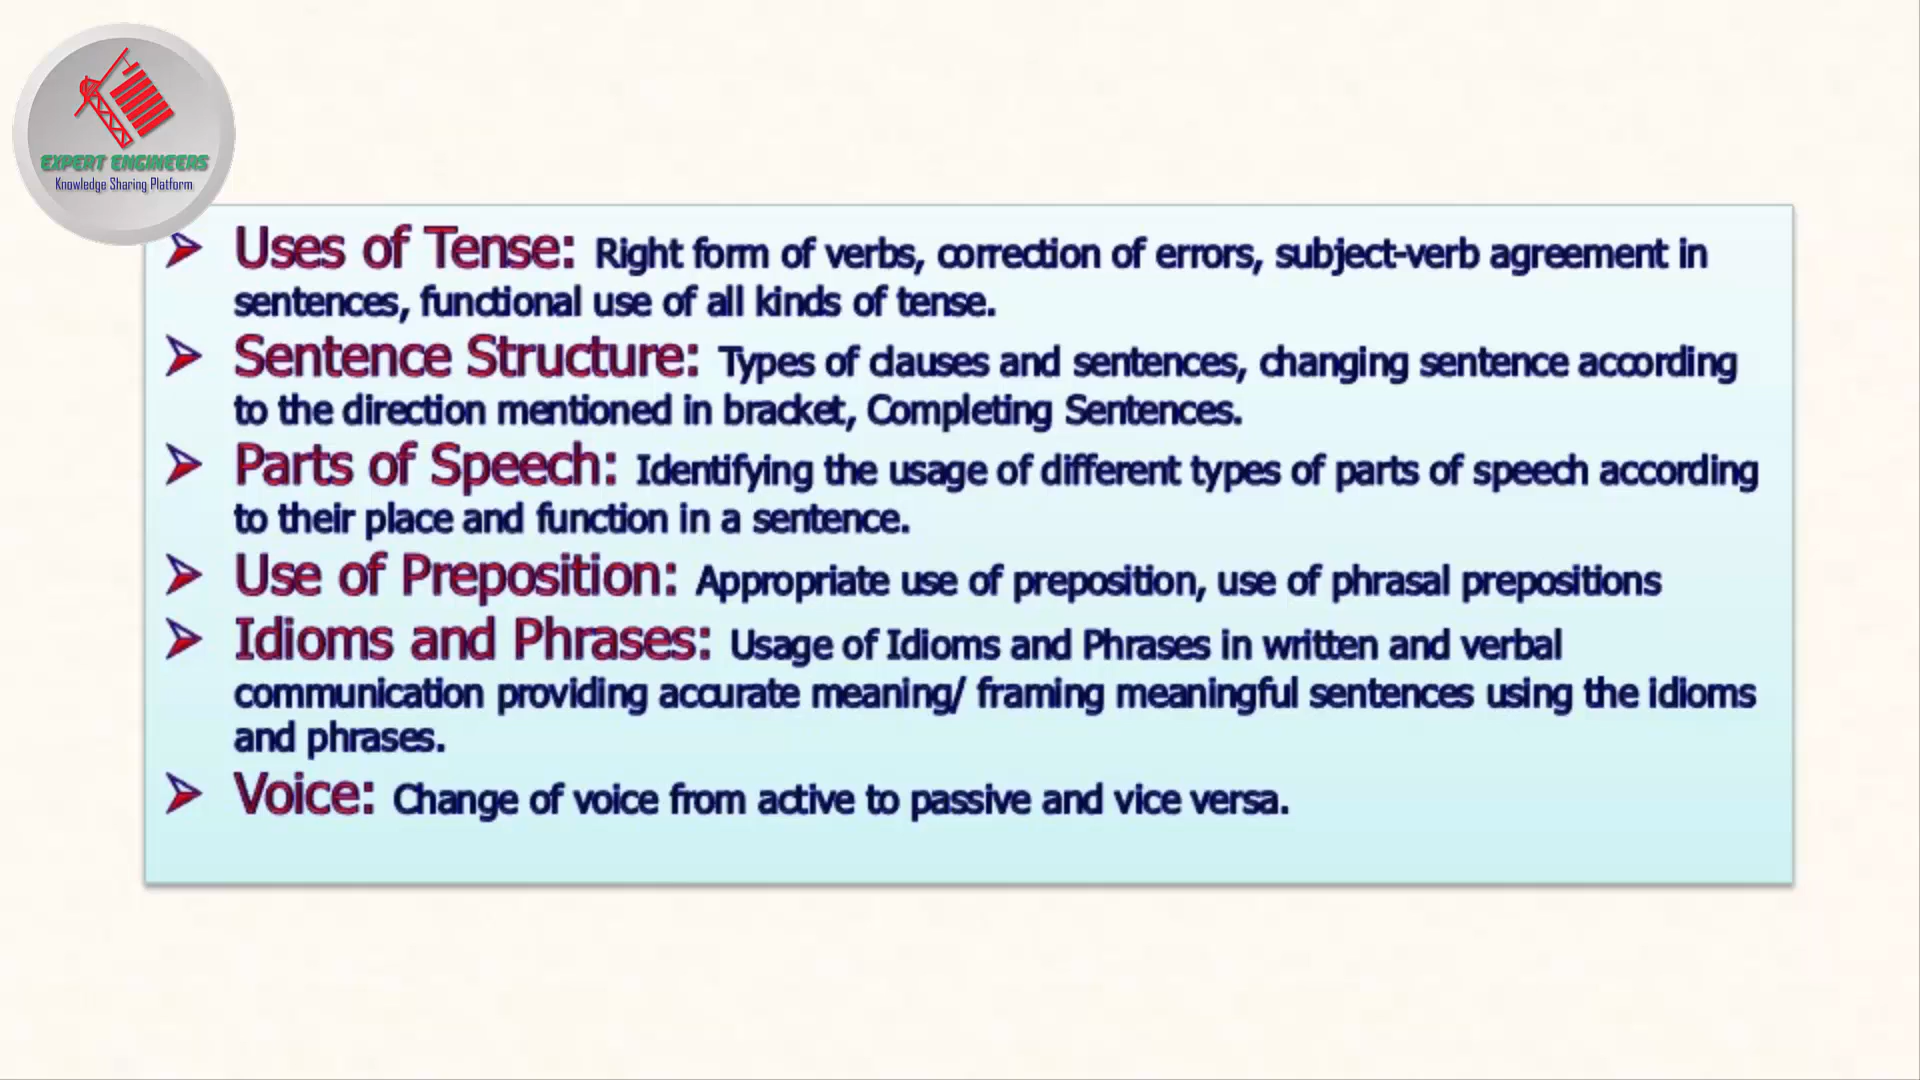 EXPERT ENGINEERS
Knowledge Sharing Platform
Uses of Tense: Right form of verbs, correction of errors, subject-verb agreement in
sentences, functional use of all kinds of tense.
Sentence Structure: Types of clauses and sentences, changing sentence according
to the direction mentioned in bracket, Completing Sentences.
Parts of Speech: Identifying the usage of different types of parts of speech according
to their place and function in a sentence.
Use of Preposition: Appropriate use of preposition, use of phrasal prepositions
Idioms and Phrases: Usage of Idioms and Phrases in written and verbal
communication providing accurate meaning/ framing meaningful sentences using the idioms
and phrases.
Voice: Change of voice from active to passive and vice versa.